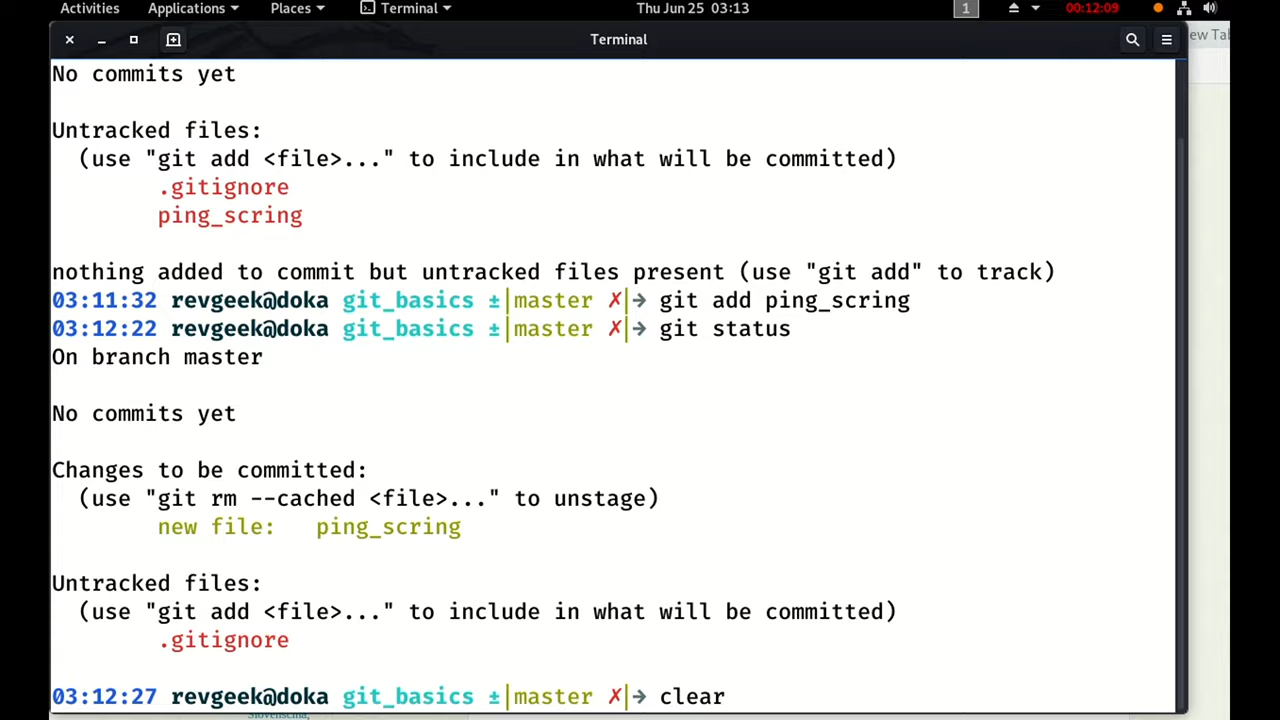 Activities Applications Places Terminal Thu Jun 25 03:13 1 00:12:09
Terminal
ew Tab
No commits yet
Untracked files:
(use "git add <file>..." to include in what will be committed)
.gitignore
ping_scring
nothing added to commit but untracked files present (use "git add" to track)
03:11:32 revgeek@doka git_basics ±|master ✗|→ git add ping_scring
03:12:22 revgeek@doka git_basics ±|master ✗|→ git status
On branch master
No commits yet
Changes to be committed:
(use "git rm --cached <file>..." to unstage)
new file: ping_scring
Untracked files:
(use "git add <file>..." to include in what will be committed)
.gitignore
03:12:27 revgeek@doka git_basics ±|master ✗|→ clear
Slovenščina,